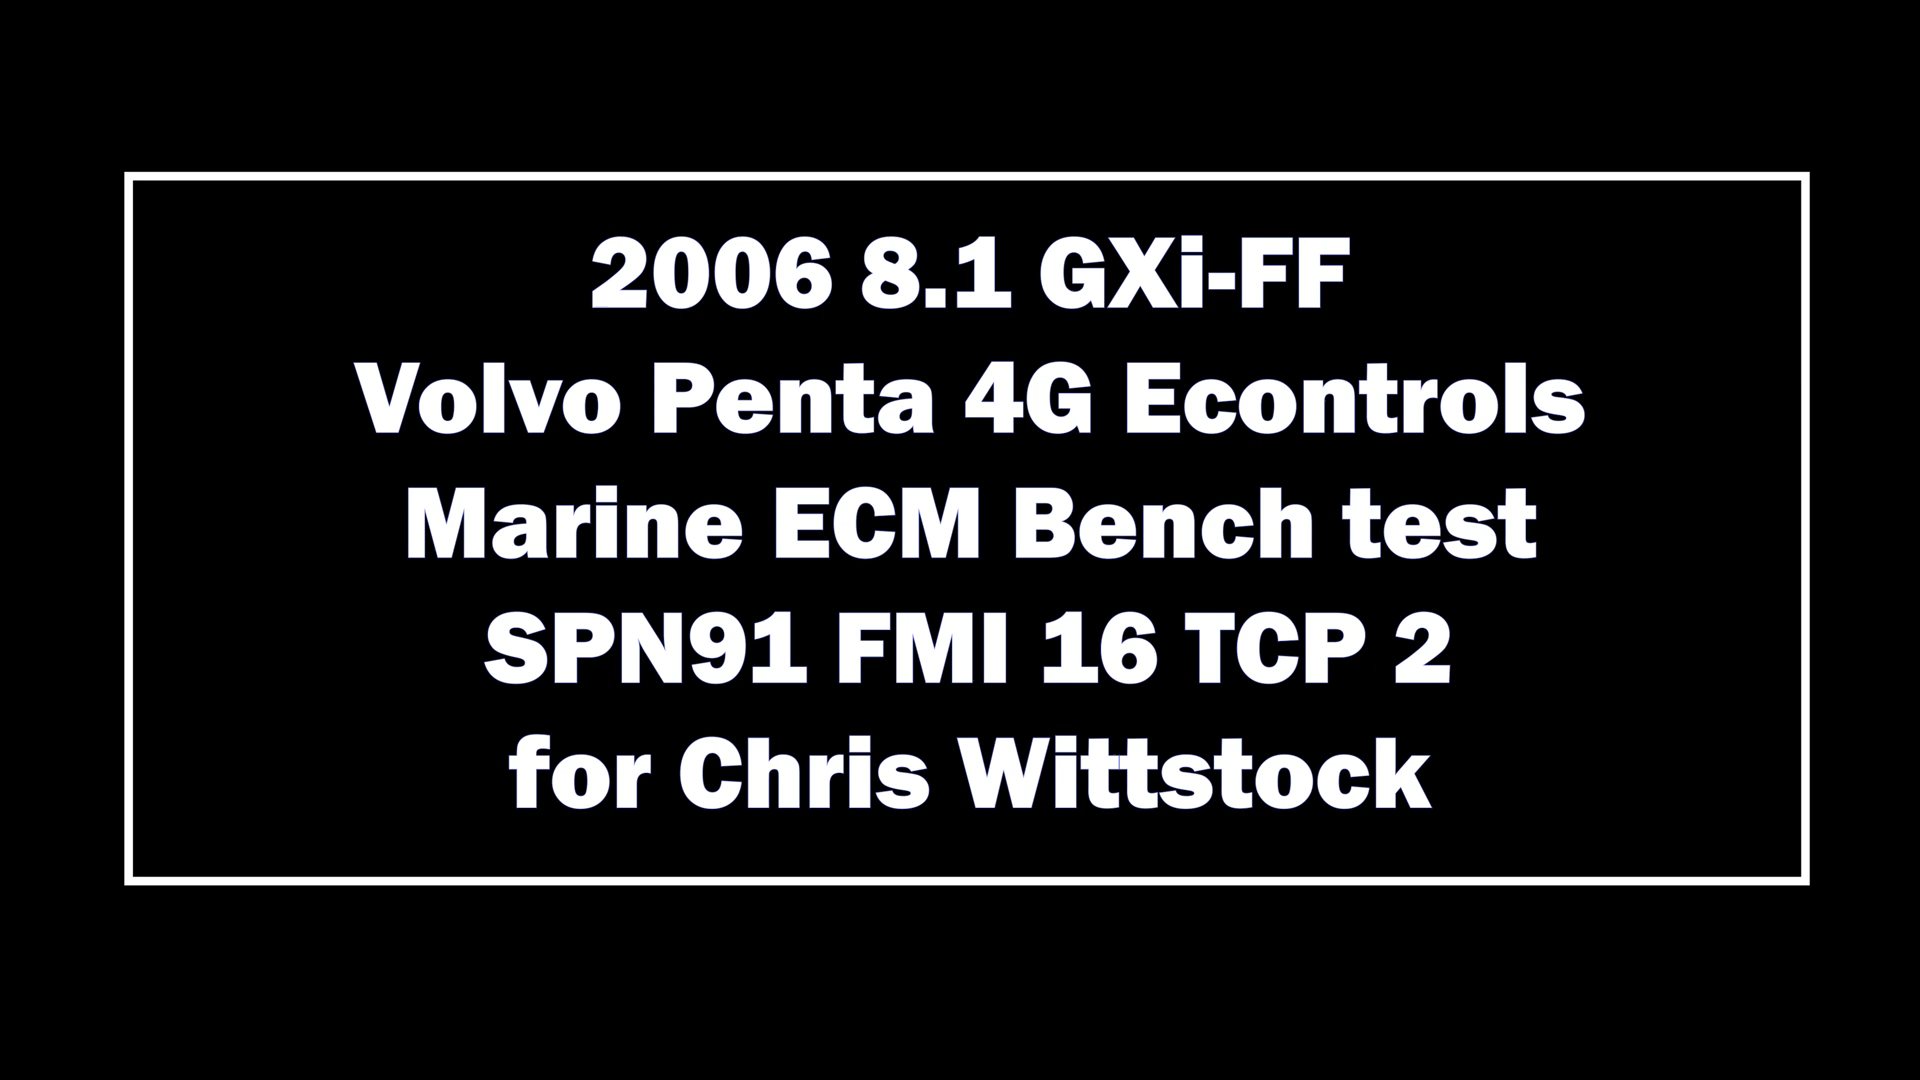 2006 8.1 GXi-FF
Volvo Penta 4G Econtrols
Marine ECM Bench test
SPN91 FMI 16 TCP 2
for Chris Wittstock